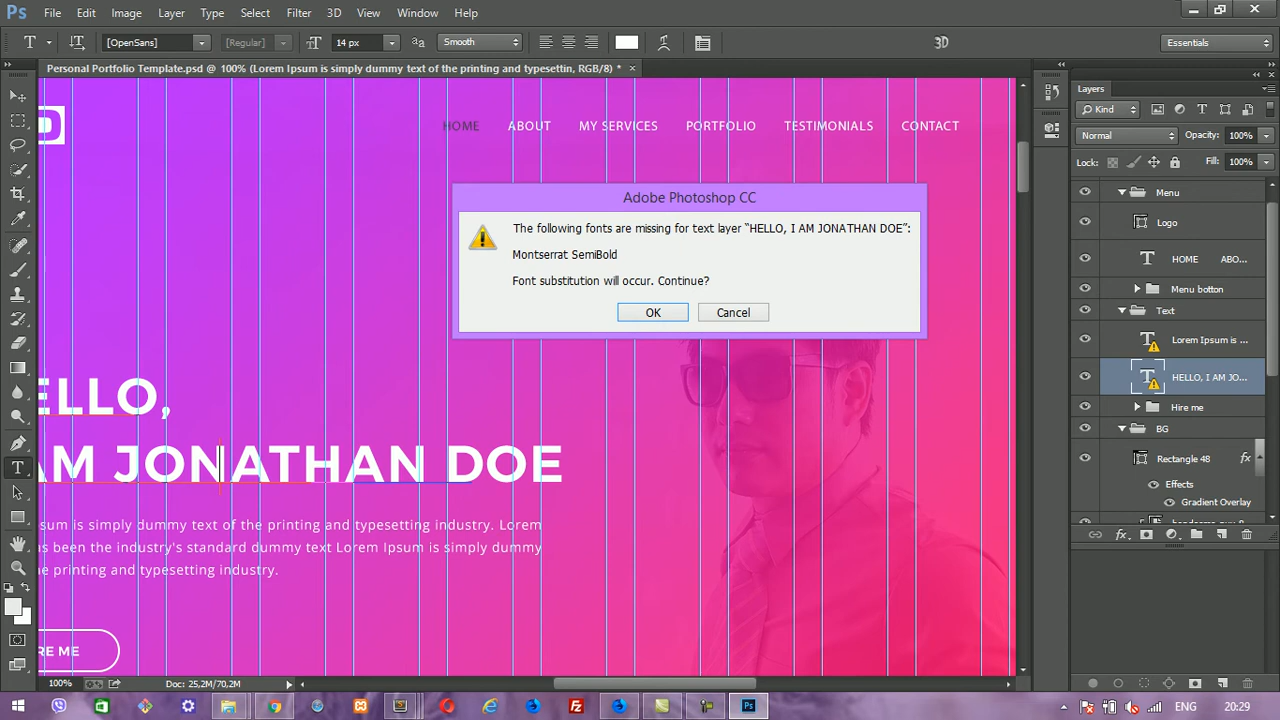 Ps File Edit Image Layer Type Select Filter 3D View Window Help
T [OpenSans] [Regular] 14 px Smooth 3D Essentials
Personal Portfolio Template.psd @ 100% (Lorem Ipsum is simply dummy text of the printing and typesettin, RGB/8) *
Layers
Kind
Normal Opacity: 100%
Lock: Fill: 100%
Menu
Logo
HOME ABO...
Menu botton
Text
Lorem Ipsum is ...
HELLO, I AM JO...
Hire me
BG
Rectangle 48 fx
Effects
Gradient Overlay
HOME ABOUT MY SERVICES PORTFOLIO TESTIMONIALS CONTACT
Adobe Photoshop CC
The following fonts are missing for text layer “HELLO, I AM JONATHAN DOE”:
Montserrat SemiBold
Font substitution will occur. Continue?
OK Cancel
ELLO,
AM JONATHAN DOE
sum is simply dummy text of the printing and typesetting industry. Lorem
as been the industry's standard dummy text Lorem Ipsum is simply dummy
e printing and typesetting industry.
RE ME
100% Doc: 25,2M/70,2M
20:29